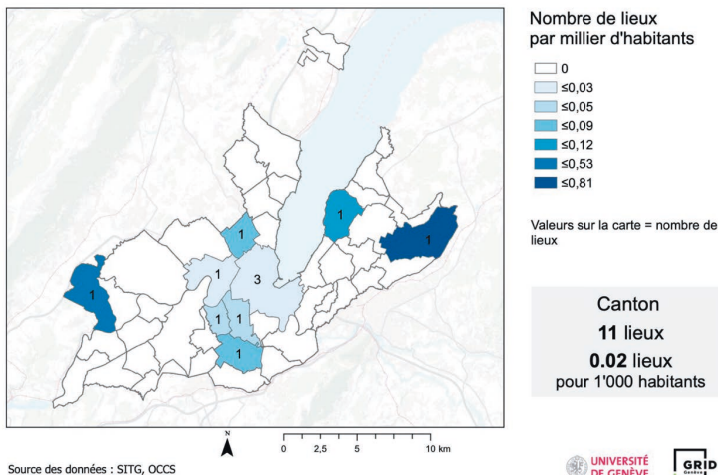 Nombre de lieux
par millier d'habitants
0
≤0,03
≤0,05
≤0,09
≤0,12
≤0,53
≤0,81
Valeurs sur la carte = nombre de
lieux
1
1
1
1
1
3
1
1
1
Canton
11 lieux
0.02 lieux
pour 1'000 habitants
N
0 2,5 5 10 km
Source des données : SITG, OCCS
UNIVERSITÉ
DE GENÈVE
GRID
Genève